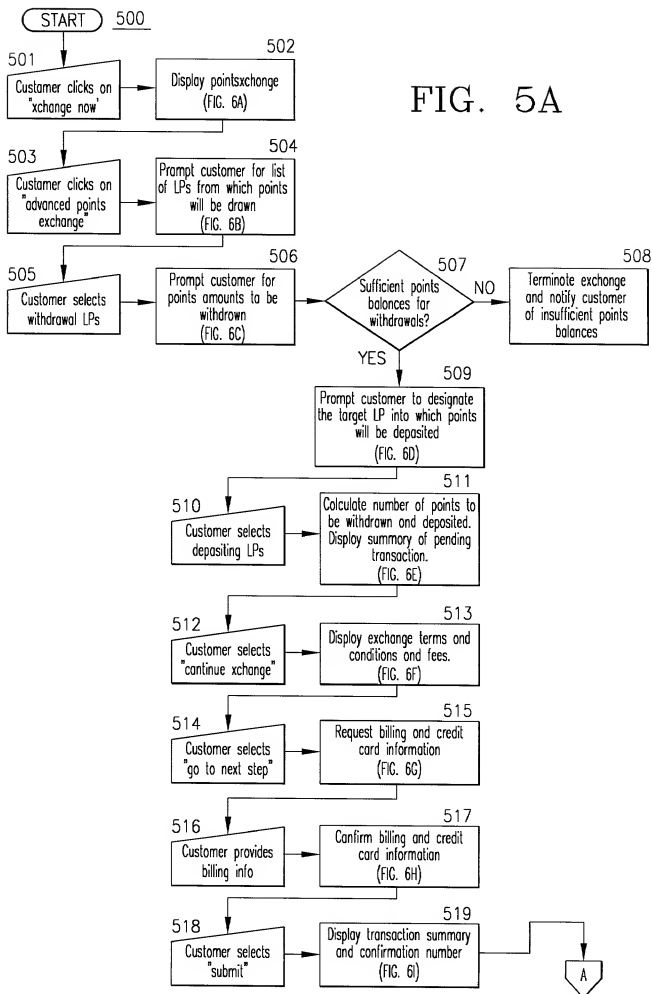 START
500
FIG. 5A
501
Customer clicks on
"xchange now"
502
Display pointsxchonge
(FIG. 6A)
503
Custamer clicks on
"advanced points
exchange"
504
Prompt customer for list
of LPs from which points
will be drawn
(FIG. 6B)
505
Customer selects
withdrawal LPs
506
Prompt customer for
points amounts to be
withdrown
(FIG. 6C)
507
Sufficient points
balonces far
withdrawals?
NO
YES
508
Terminote exchonge
and notify customer
of insufficient points
balances
509
Prompt customer to designate
the target LP into which points
will be deposited
(FIG. 6D)
510
Customer selects
depasiting LPs
511
Calculate number of points to
be withdrawn ond deposited.
Display summary of pending
transaction.
(FIG. 6E)
512
Customer selects
"continue xchange"
513
Display exchange terms ond
conditions ond fees.
(FIG. 6F)
514
Customer selects
"go to next step"
515
Request billing ond credit
card information
(FIG. 6G)
516
Customer provides
billing info
517
Canfirm billing and credit
card information
(FIG. 6H)
518
Customer selects
"submit"
519
Display transaction summary
and confirmation number
(FIG. 6I)
A